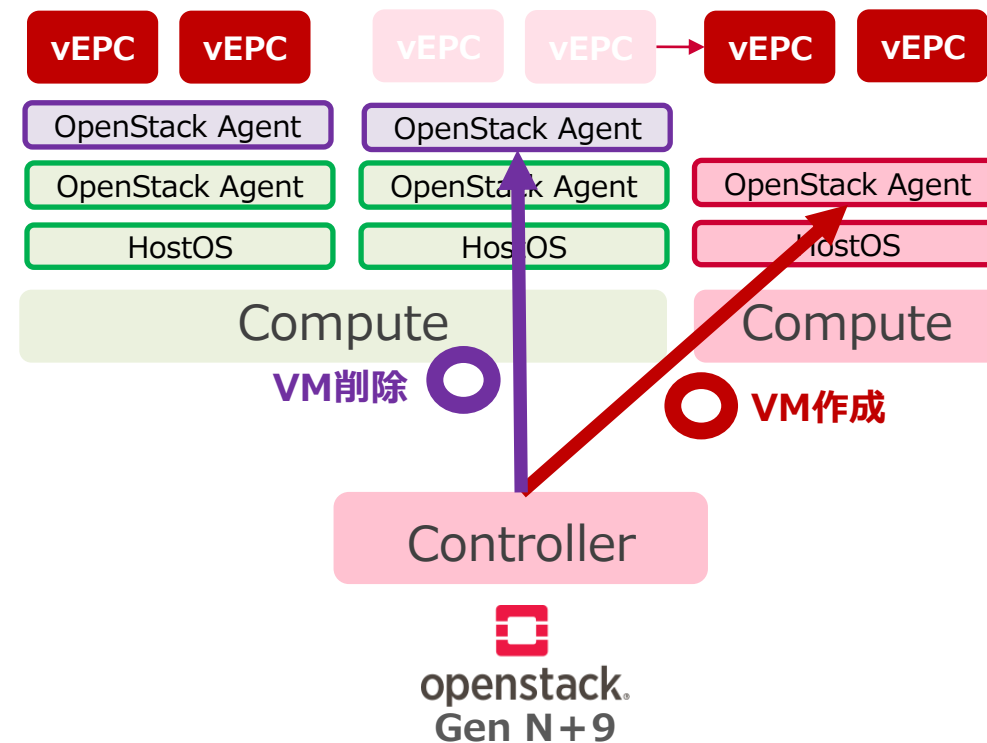 vEPC vEPC vEPC vEPC vEPC vEPC
OpenStack Agent OpenStack Agent
OpenStack Agent OpenStack Agent OpenStack Agent
HostOS HostOS HostOS
Compute Compute
VM削除 VM作成
Controller
openstack.
Gen N+9